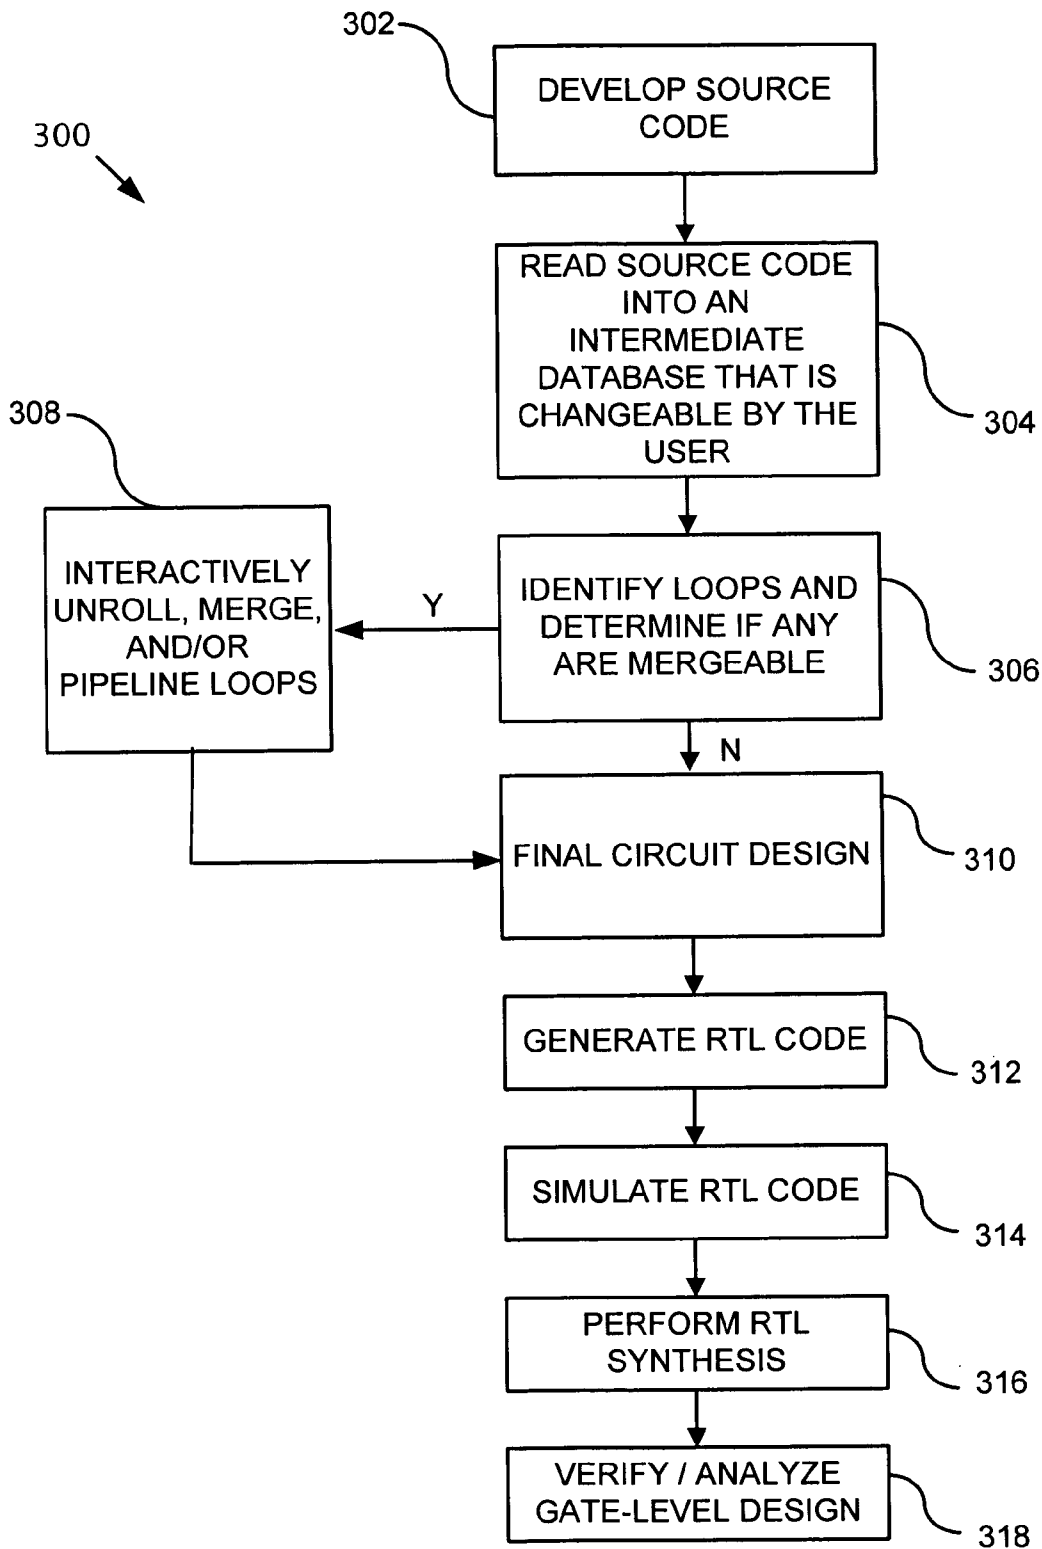 302
DEVELOP SOURCE
CODE
300
READ SOURCE CODE
INTO AN
INTERMEDIATE
DATABASE THAT IS
CHANGEABLE BY THE
USER
304
308
INTERACTIVELY
UNROLL, MERGE,
AND/OR
PIPELINE LOOPS
Y
IDENTIFY LOOPS AND
DETERMINE IF ANY
ARE MERGEABLE
306
N
FINAL CIRCUIT DESIGN
310
GENERATE RTL CODE
312
SIMULATE RTL CODE
314
PERFORM RTL
SYNTHESIS
316
VERIFY / ANALYZE
GATE-LEVEL DESIGN
318